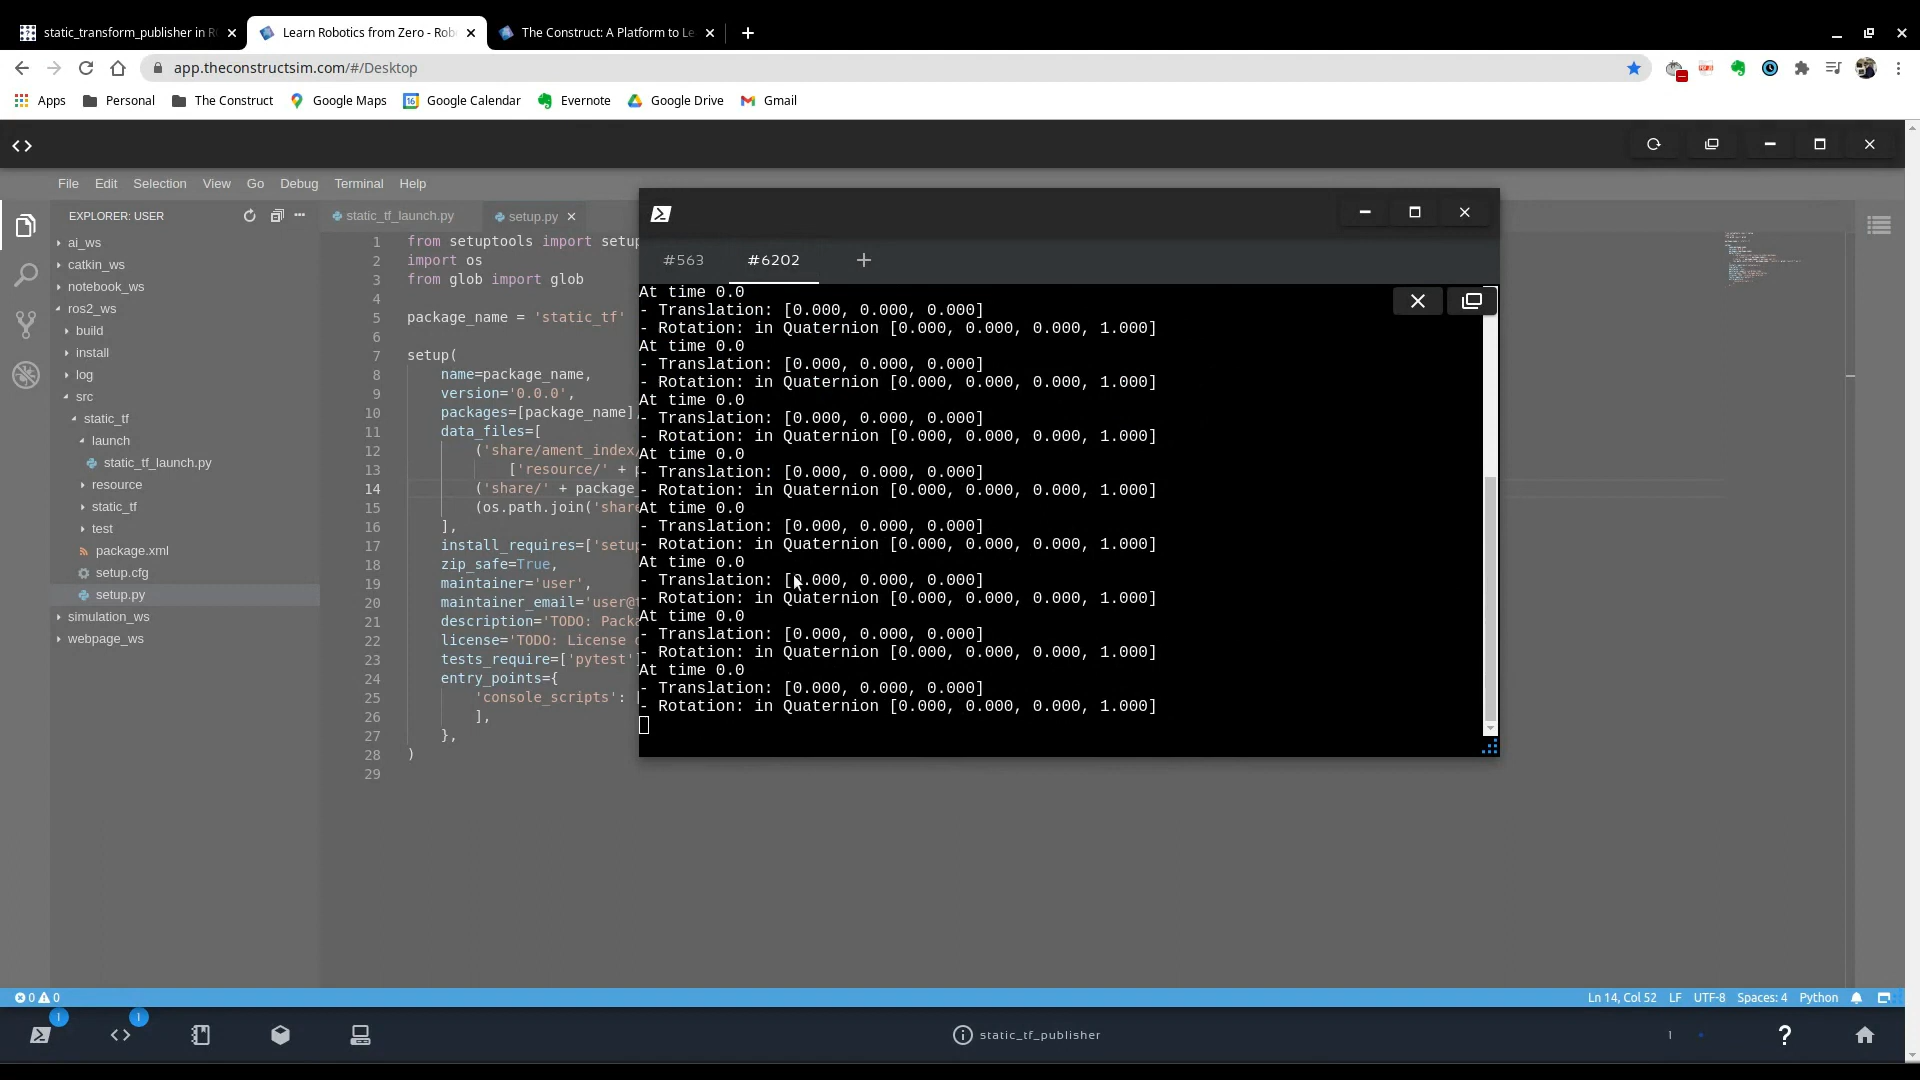 static_transform_publisher in R
Learn Robotics from Zero - Robo
The Construct: A Platform to Le
app.theconstructsim.com/#/Desktop
Apps
Personal
The Construct
Google Maps
Google Calendar
Evernote
Google Drive
Gmail
File Edit Selection View Go Debug Terminal Help
EXPLORER: USER
ai_ws
catkin_ws
notebook_ws
ros2_ws
build
install
log
src
static_tf
launch
static_tf_launch.py
resource
static_tf
test
package.xml
setup.cfg
setup.py
simulation_ws
webpage_ws
static_tf_launch.py
setup.py
1 from setuptools import setup
2 import os
3 from glob import glob
4
5 package_name = 'static_tf'
6
7 setup(
8 name=package_name,
9 version='0.0.0',
10 packages=[package_name],
11 data_files=[
12 ('share/ament_index/
13 ['resource/' + p
14 ('share/' + package_
15 (os.path.join('share
16 ],
17 install_requires=['setup
18 zip_safe=True,
19 maintainer='user',
20 maintainer_email='user@t
21 description='TODO: Packa
22 license='TODO: License d
23 tests_require=['pytest']
24 entry_points={
25 'console_scripts': [
26 ],
27 },
28 )
29
#563
#6202
At time 0.0
- Translation: [0.000, 0.000, 0.000]
- Rotation: in Quaternion [0.000, 0.000, 0.000, 1.000]
At time 0.0
- Translation: [0.000, 0.000, 0.000]
- Rotation: in Quaternion [0.000, 0.000, 0.000, 1.000]
At time 0.0
- Translation: [0.000, 0.000, 0.000]
- Rotation: in Quaternion [0.000, 0.000, 0.000, 1.000]
At time 0.0
- Translation: [0.000, 0.000, 0.000]
- Rotation: in Quaternion [0.000, 0.000, 0.000, 1.000]
At time 0.0
- Translation: [0.000, 0.000, 0.000]
- Rotation: in Quaternion [0.000, 0.000, 0.000, 1.000]
At time 0.0
- Translation: [0.000, 0.000, 0.000]
- Rotation: in Quaternion [0.000, 0.000, 0.000, 1.000]
At time 0.0
- Translation: [0.000, 0.000, 0.000]
- Rotation: in Quaternion [0.000, 0.000, 0.000, 1.000]
At time 0.0
- Translation: [0.000, 0.000, 0.000]
- Rotation: in Quaternion [0.000, 0.000, 0.000, 1.000]
0 0
Ln 14, Col 52 LF UTF-8 Spaces: 4 Python
static_tf_publisher
1